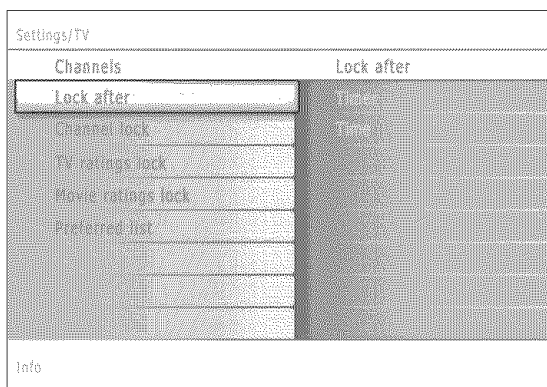 Settings/TV
Channels
Lock after
Lock after
Channel lock
TV ratings lock
Movie ratings lock
Preferred list
Time
Info